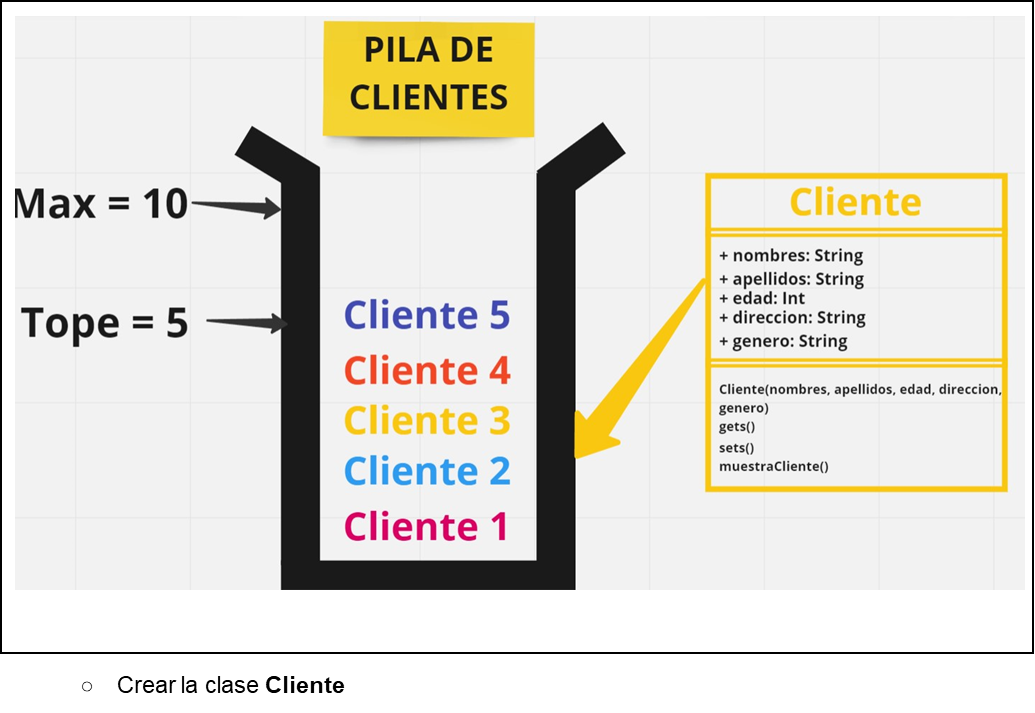 PILA DE
CLIENTES
Max = 10
Tope = 5
Cliente 5
Cliente 4
Cliente 3
Cliente 2
Cliente 1
Cliente
+ nombres: String
+ apellidos: String
+ edad: Int
+ direccion: String
+ genero: String
Cliente(nombres, apellidos, edad, direccion,
genero)
gets()
sets()
muestraCliente()
○ Crear la clase Cliente